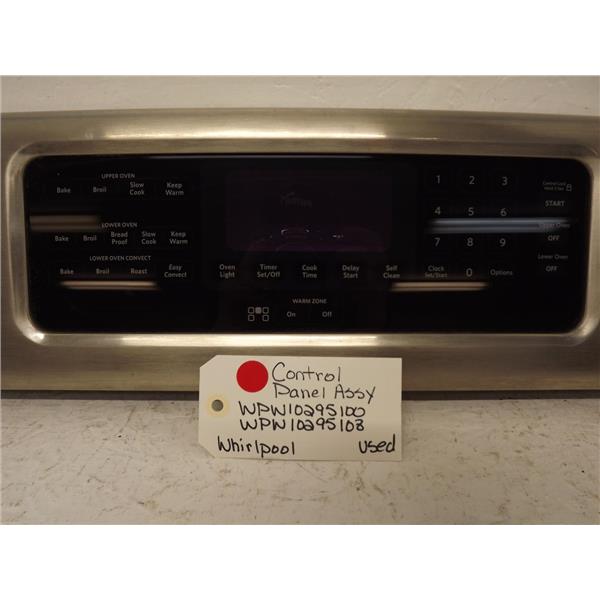 UPPER OVEN
Bake Broil Slow Cook Keep Warm
LOWER OVEN
Bake Broil Bread Proof Slow Cook Keep Warm
LOWER OVEN CONVECT
Bake Broil Roast Easy Convect
Oven Light Timer Set/Off Cook Time Delay Start Self Clean Clock Set/Start 0 Options
WARM ZONE
On Off
1 2 3
4 5 6
7 8 9
Control Lock
START
Upper Oven
OFF
Lower Oven
OFF
Control
Panel Assy
WPW10295100
WPW10295103
Whirlpool used